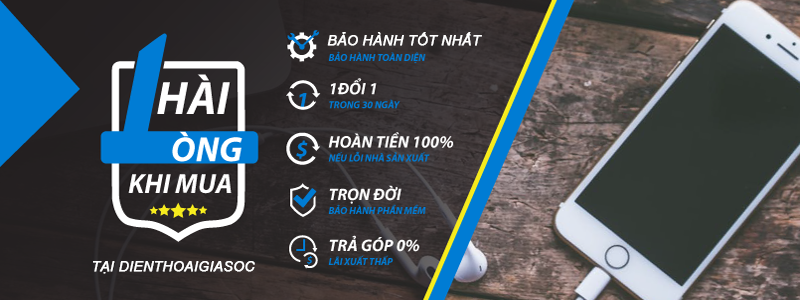 HÀI
LÒNG
KHI MUA
TẠI DIENTHOAIGIASOC
BẢO HÀNH TỐT NHẤT
BẢO HÀNH TOÀN DIỆN
1 ĐỔI 1
TRONG 30 NGÀY
HOÀN TIỀN 100%
NẾU LỖI NHÀ SẢN XUẤT
TRỌN ĐỜI
BẢO HÀNH PHẦN MỀM
TRẢ GÓP 0%
LÃI XUẤT THẤP